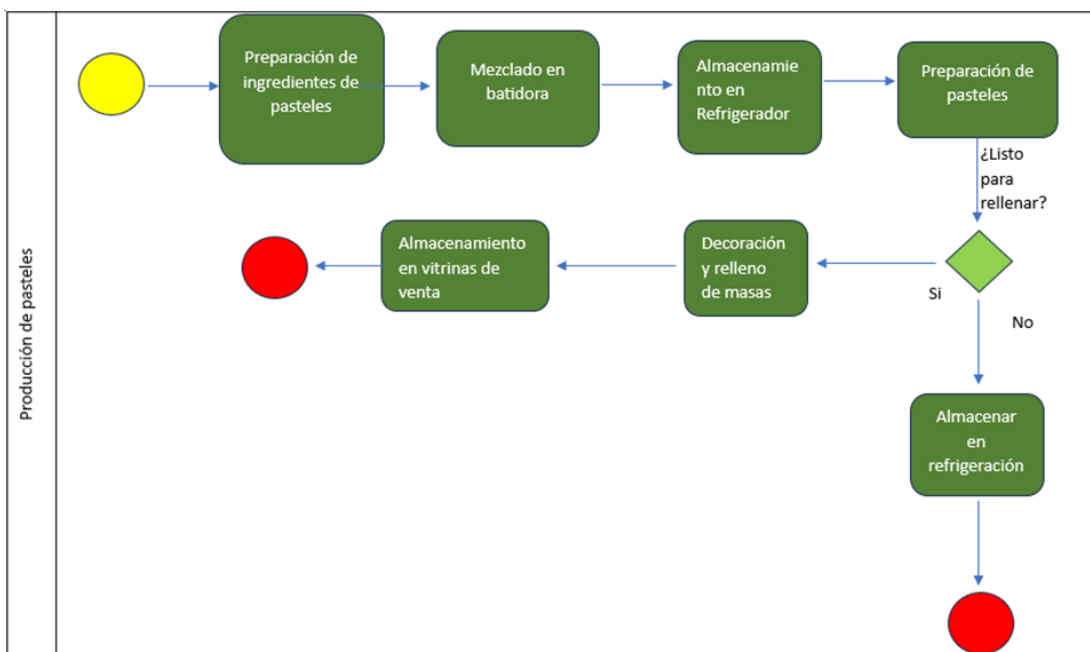 Producción de pasteles
Preparación de
ingredientes de
pasteles
Mezclado en
batidora
Almacenamie
nto en
Refrigerador
Preparación de
pasteles
¿Listo
para
rellenar?
Almacenamiento
en vitrinas de
venta
Decoración
y relleno
de masas
Si
No
Almacenar
en
refrigeración